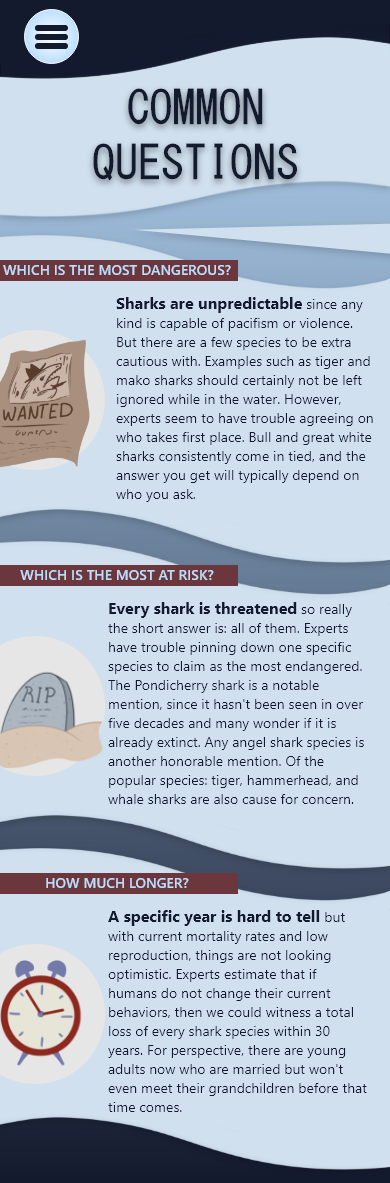 COMMON
QUESTIONS
WHICH IS THE MOST DANGEROUS?
Sharks are unpredictable since any
kind is capable of pacifism or violence.
But there are a few species to be extra
cautious with. Examples such as tiger and
mako sharks should certainly not be left
ignored while in the water. However,
experts seem to have trouble agreeing on
who takes first place. Bull and great white
sharks consistently come in tied, and the
answer you get will typically depend on
who you ask.
WANTED
WHICH IS THE MOST AT RISK?
Every shark is threatened so really
the short answer is: all of them. Experts
have trouble pinning down one specific
species to claim as the most endangered.
The Pondicherry shark is a notable
mention, since it hasn't been seen in over
five decades and many wonder if it is
already extinct. Any angel shark species is
another honorable mention. Of the
popular species: tiger, hammerhead, and
whale sharks are also cause for concern.
RIP
HOW MUCH LONGER?
A specific year is hard to tell but
with current mortality rates and low
reproduction, things are not looking
optimistic. Experts estimate that if
humans do not change their current
behaviors, then we could witness a total
loss of every shark species within 30
years. For perspective, there are young
adults now who are married but won't
even meet their grandchildren before that
time comes.